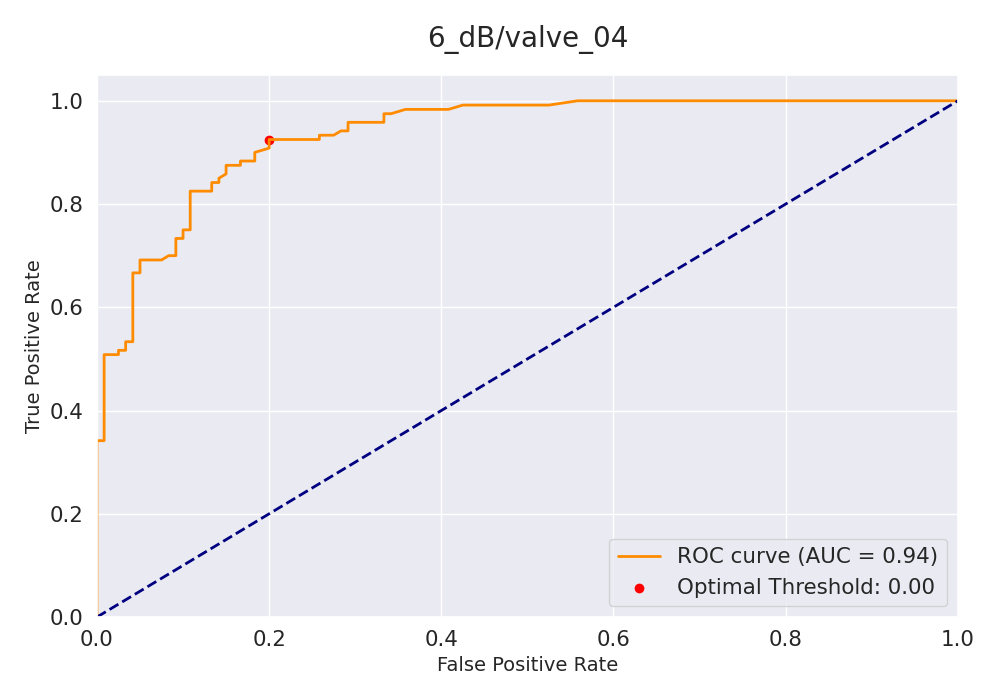 6_dB/valve_04
True Positive Rate
1.0
0.8
0.6
0.4
0.2
0.0
0.0 0.2 0.4 0.6 0.8 1.0
False Positive Rate
ROC curve (AUC = 0.94)
Optimal Threshold: 0.00